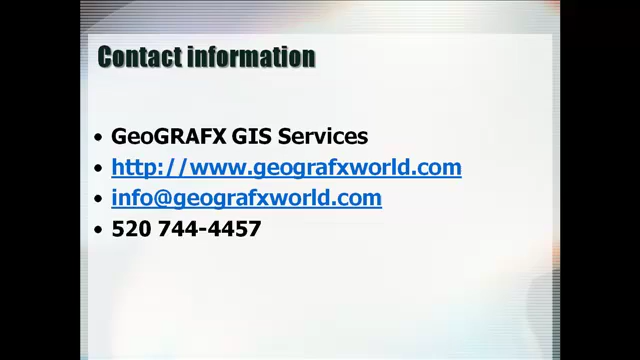 Contact information
• GeoGRAFX GIS Services
• http://www.geografxworld.com
• info@geografxworld.com
• 520 744-4457